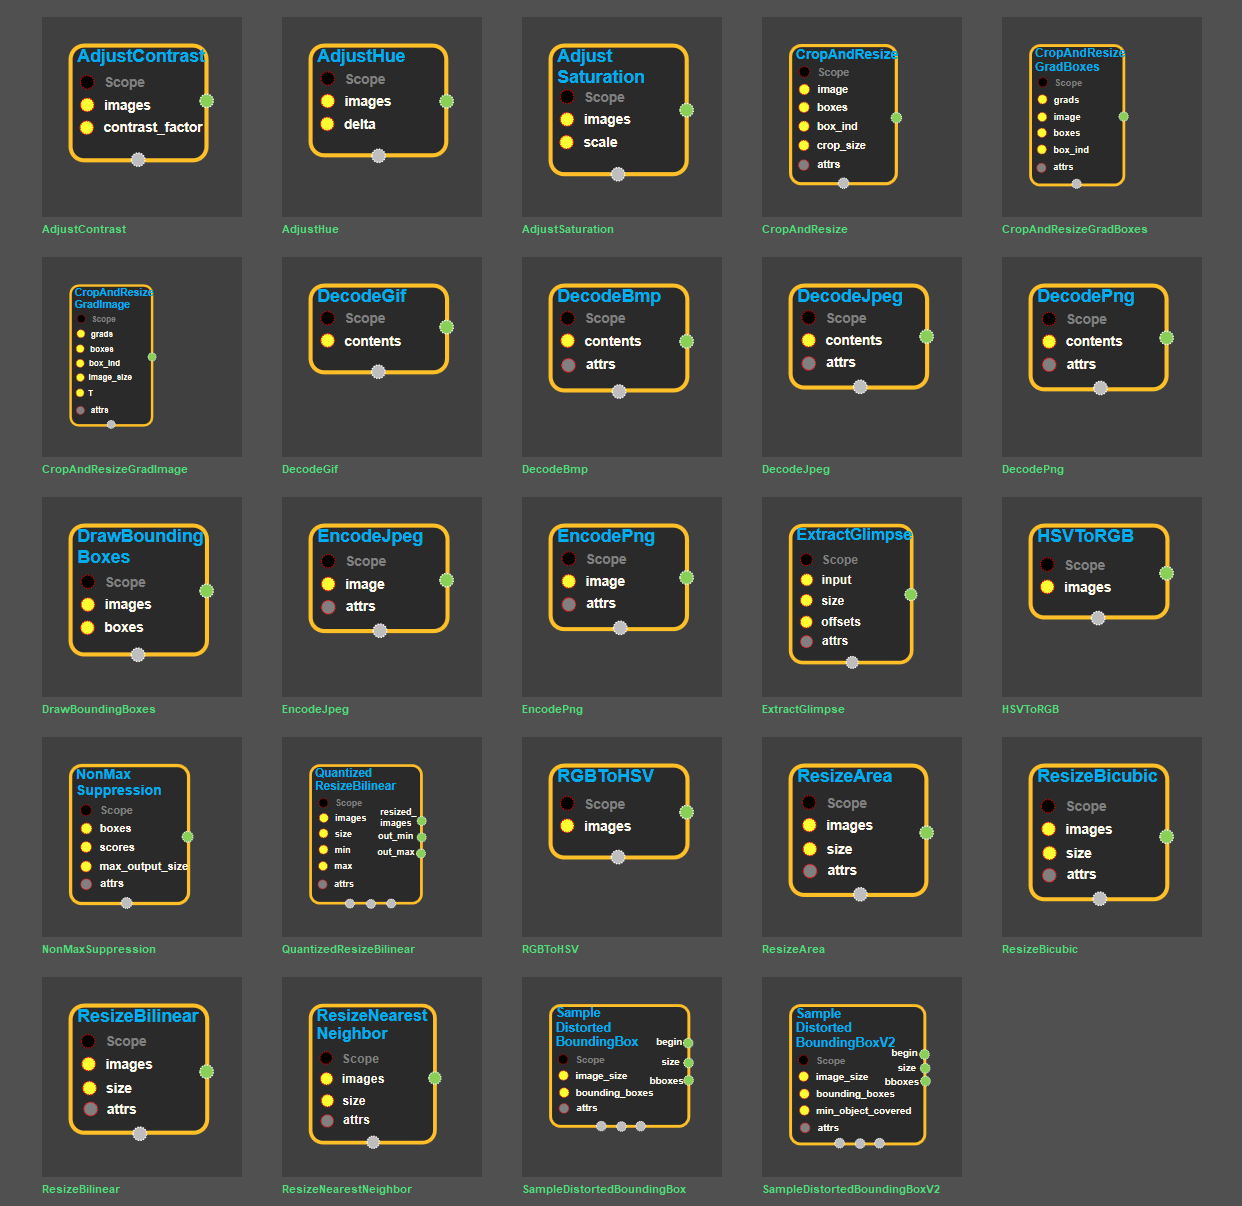 AdjustContrast
Scope
images
contrast_factor
AdjustContrast
AdjustHue
Scope
images
delta
AdjustHue
Adjust
Saturation
Scope
images
scale
AdjustSaturation
CropAndResize
Scope
image
boxes
box_ind
crop_size
attrs
CropAndResize
CropAndResize
GradBoxes
Scope
grads
image
boxes
box_ind
attrs
CropAndResizeGradBoxes
CropAndResize
GradImage
Scope
grads
boxes
box_ind
image_size
T
attrs
CropAndResizeGradImage
DecodeGif
Scope
contents
DecodeGif
DecodeBmp
Scope
contents
attrs
DecodeBmp
DecodeJpeg
Scope
contents
attrs
DecodeJpeg
DecodePng
Scope
contents
attrs
DecodePng
DrawBounding
Boxes
Scope
images
boxes
DrawBoundingBoxes
EncodeJpeg
Scope
image
attrs
EncodeJpeg
EncodePng
Scope
image
attrs
EncodePng
ExtractGlimpse
Scope
input
size
offsets
attrs
ExtractGlimpse
HSVToRGB
Scope
images
HSVToRGB
NonMax
Suppression
Scope
boxes
scores
max_output_size
attrs
NonMaxSuppression
Quantized
ResizeBilinear
Scope
images
size
min
max
attrs
resized_
images
out_min
out_max
QuantizedResizeBilinear
RGBToHSV
Scope
images
RGBToHSV
ResizeArea
Scope
images
size
attrs
ResizeArea
ResizeBicubic
Scope
images
size
attrs
ResizeBicubic
ResizeBilinear
Scope
images
size
attrs
ResizeBilinear
ResizeNearest
Neighbor
Scope
images
size
attrs
ResizeNearestNeighbor
Sample
Distorted
BoundingBox
Scope
image_size
bounding_boxes
attrs
begin
size
bboxes
SampleDistortedBoundingBox
Sample
Distorted
BoundingBoxV2
Scope
image_size
bounding_boxes
min_object_covered
attrs
begin
size
bboxes
SampleDistortedBoundingBoxV2